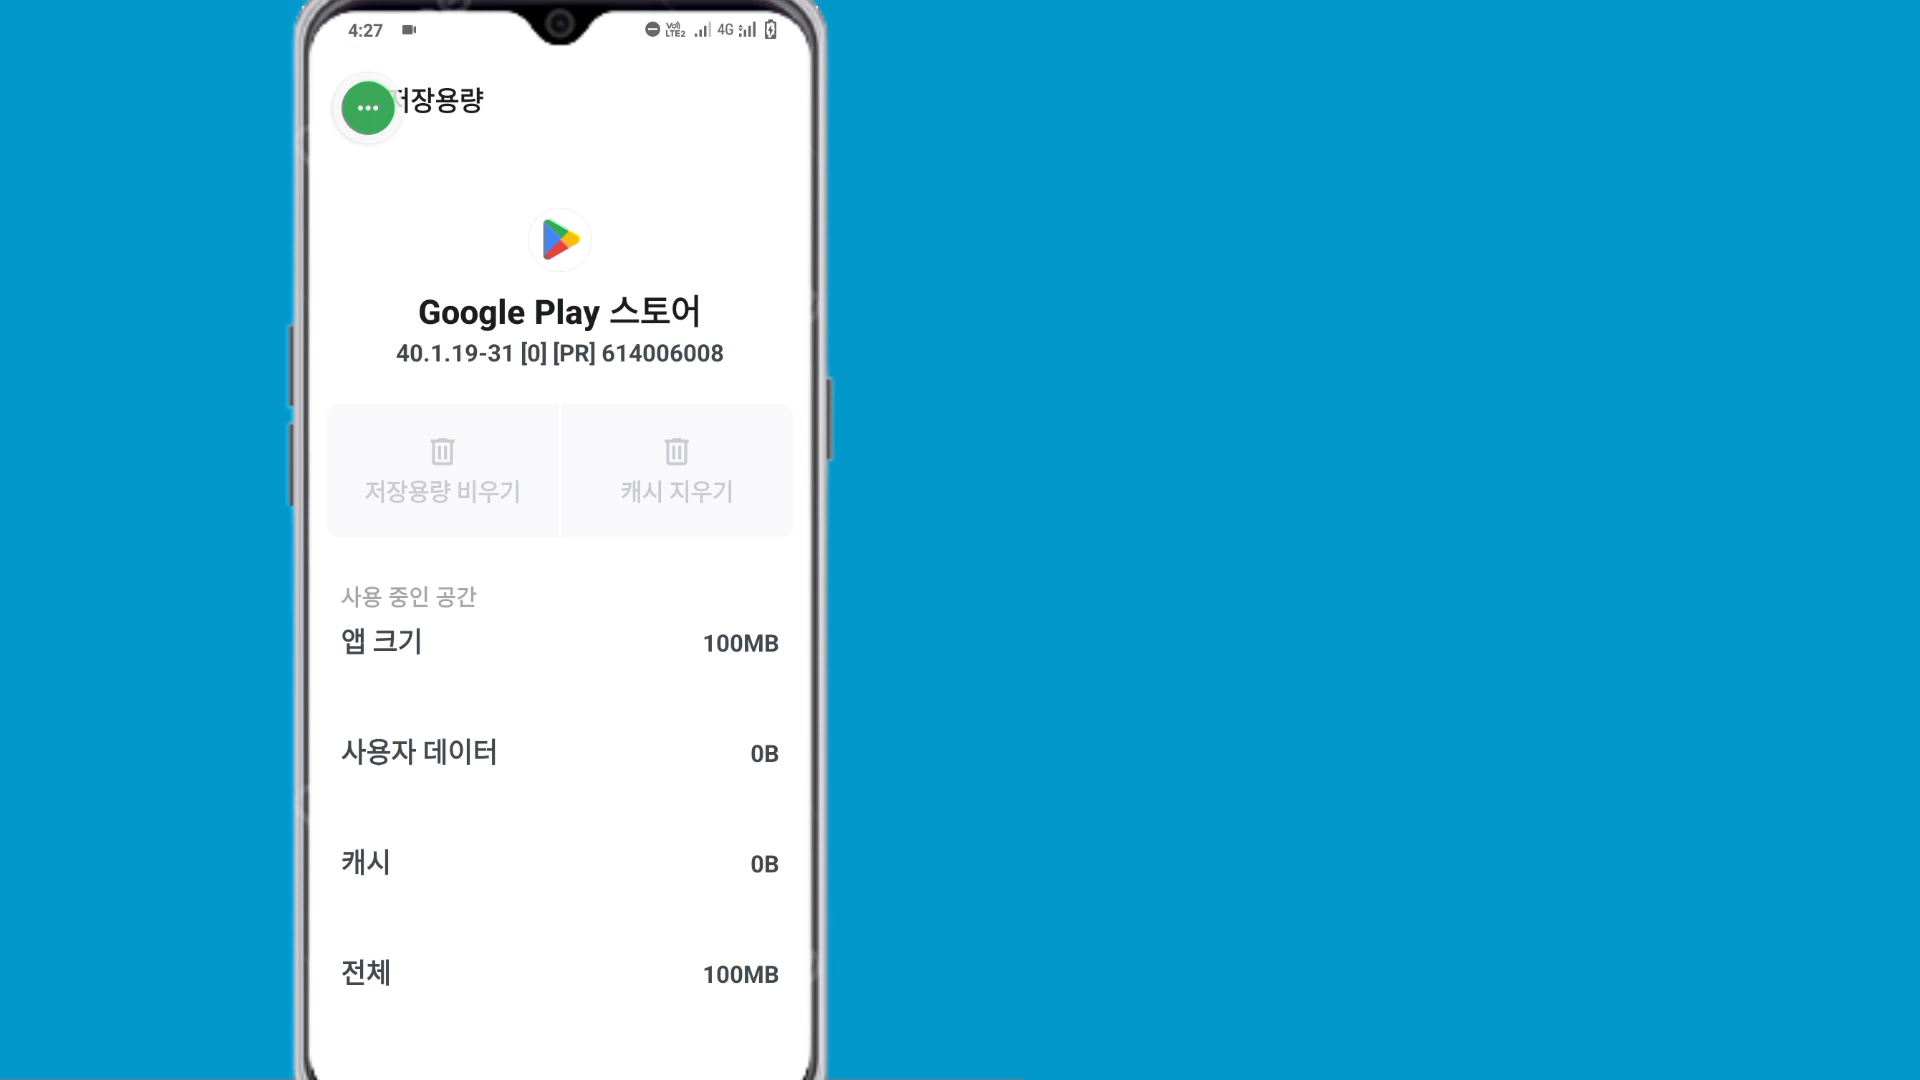 4:27
Vo) LTE2 4G
저장용량
Google Play 스토어
40.1.19-31 [0] [PR] 614006008
저장용량 비우기
캐시 지우기
사용 중인 공간
앱 크기 100MB
사용자 데이터 0B
캐시 0B
전체 100MB